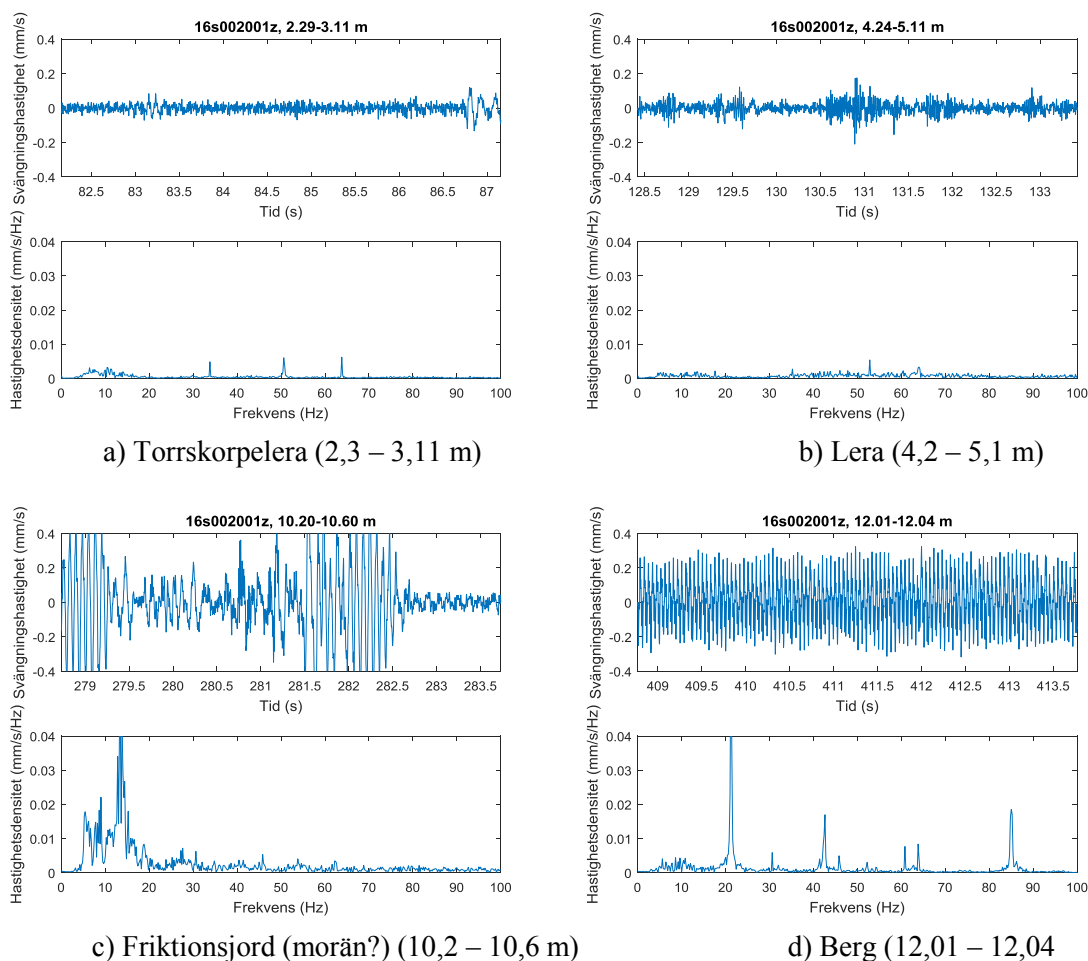 16s002001z, 2.29-3.11 m
Svängningshastighet (mm/s)
0.4
0.2
0
-0.2
-0.4
82.5 83 83.5 84 84.5 85 85.5 86 86.5 87
Tid (s)
Hastighetsdensitet (mm/s/Hz)
0.04
0.03
0.02
0.01
0
0 10 20 30 40 50 60 70 80 90 100
Frekvens (Hz)
a) Torrskorpelera (2,3 – 3,11 m)
16s002001z, 4.24-5.11 m
Svängningshastighet (mm/s)
0.4
0.2
0
-0.2
-0.4
128.5 129 129.5 130 130.5 131 131.5 132 132.5 133
Tid (s)
Hastighetsdensitet (mm/s/Hz)
0.04
0.03
0.02
0.01
0
0 10 20 30 40 50 60 70 80 90 100
Frekvens (Hz)
b) Lera (4,2 – 5,1 m)
16s002001z, 10.20-10.60 m
Svängningshastighet (mm/s)
0.4
0.2
0
-0.2
-0.4
279 279.5 280 280.5 281 281.5 282 282.5 283 283.5
Tid (s)
Hastighetsdensitet (mm/s/Hz)
0.04
0.03
0.02
0.01
0
0 10 20 30 40 50 60 70 80 90 100
Frekvens (Hz)
c) Friktionsjord (morän?) (10,2 – 10,6 m)
16s002001z, 12.01-12.04 m
Svängningshastighet (mm/s)
0.4
0.2
0
-0.2
-0.4
409 409.5 410 410.5 411 411.5 412 412.5 413 413.5
Tid (s)
Hastighetsdensitet (mm/s/Hz)
0.04
0.03
0.02
0.01
0
0 10 20 30 40 50 60 70 80 90 100
Frekvens (Hz)
d) Berg (12,01 – 12,04